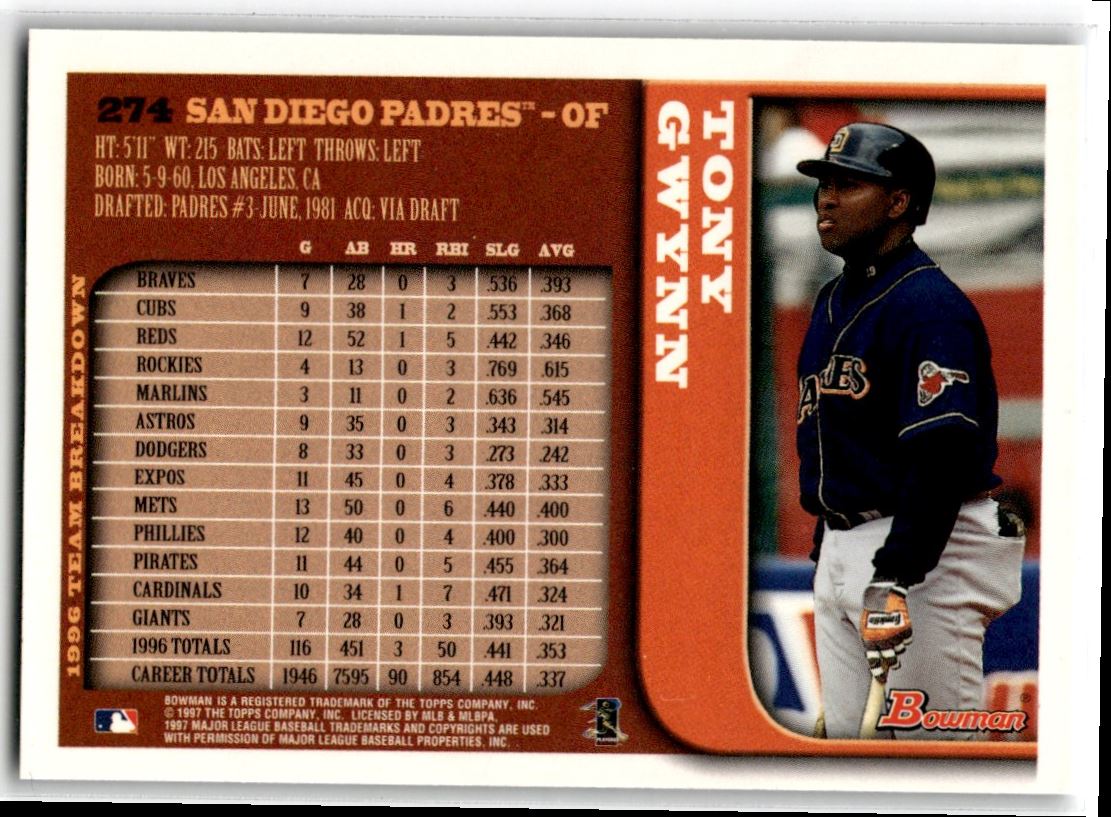 274 SAN DIEGO PADRES™ - OF
HT: 5'11" WT: 215 BATS: LEFT THROWS: LEFT
BORN: 5-9-60, LOS ANGELES, CA
DRAFTED: PADRES #3-JUNE, 1981 ACQ: VIA DRAFT
G AB HR RBI SLG AVG
BRAVES 7 28 0 3 .536 .393
CUBS 9 38 1 2 .553 .368
REDS 12 52 1 5 .442 .346
ROCKIES 4 13 0 3 .769 .615
MARLINS 3 11 0 2 .636 .545
ASTROS 9 35 0 3 .343 .314
DODGERS 8 33 0 3 .273 .242
EXPOS 11 45 0 4 .378 .333
METS 13 50 0 6 .440 .400
PHILLIES 12 40 0 4 .400 .300
PIRATES 11 44 0 5 .455 .364
CARDINALS 10 34 1 7 .471 .324
GIANTS 7 28 0 3 .393 .321
1996 TOTALS 116 451 3 50 .441 .353
CAREER TOTALS 1946 7595 90 854 .448 .337
1996 TEAM BREAKDOWN
BOWMAN IS A REGISTERED TRADEMARK OF THE TOPPS COMPANY, INC.
© 1997 THE TOPPS COMPANY, INC. LICENSED BY MLB & MLBPA.
1997 MAJOR LEAGUE BASEBALL TRADEMARKS AND COPYRIGHTS ARE USED
WITH PERMISSION OF MAJOR LEAGUE BASEBALL PROPERTIES, INC.
PLAYERS
TONY
GWYNN
D
19
PADRES
Franklin
Bowman®